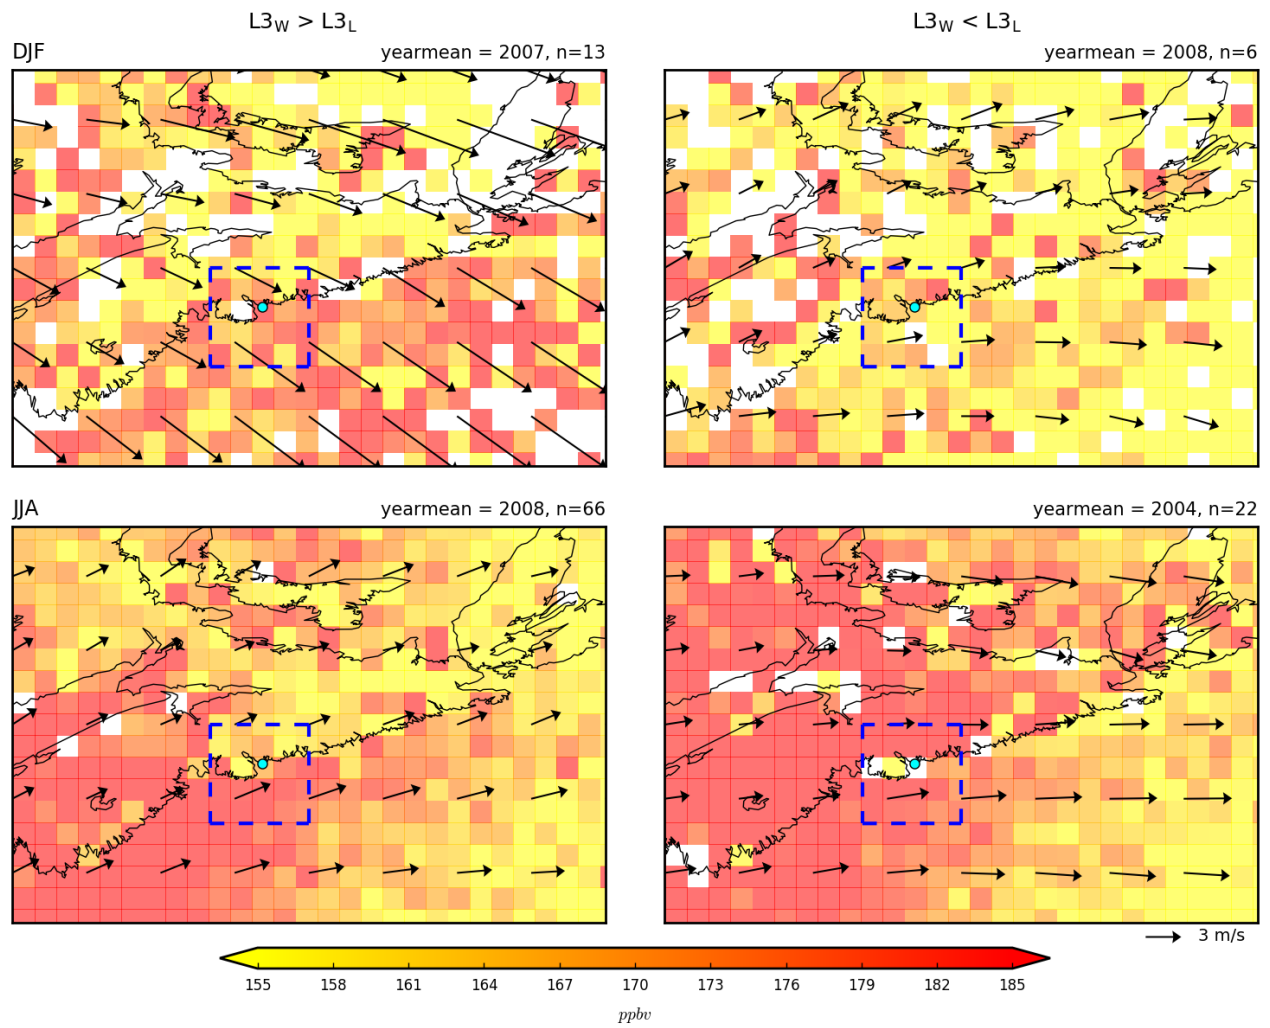 L3W > L3L
L3W < L3L
DJF
yearmean = 2007, n=13
yearmean = 2008, n=6
JJA
yearmean = 2008, n=66
yearmean = 2004, n=22
3 m/s
155 158 161 164 167 170 173 176 179 182 185
ppbv